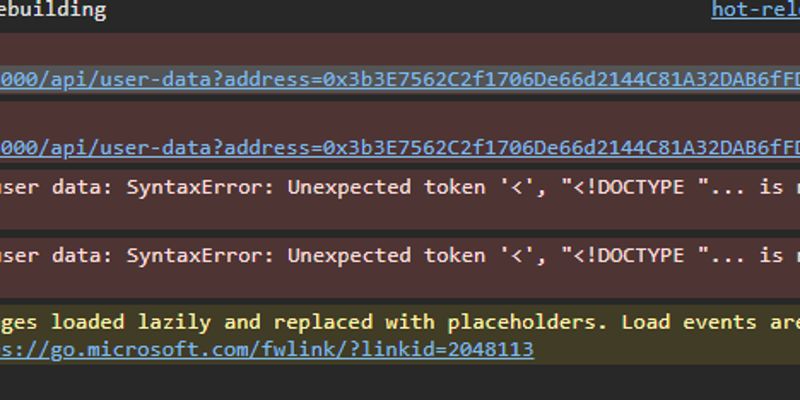 ebuilding hot-rel
000/api/user-data?address=0x3b3E7562C2f1706De66d2144C81A32DAB6fF
000/api/user-data?address=0x3b3E7562C2f1706De66d2144C81A32DAB6fF
user data: SyntaxError: Unexpected token '<', "<!DOCTYPE "... is
user data: SyntaxError: Unexpected token '<', "<!DOCTYPE "... is
ges loaded lazily and replaced with placeholders. Load events are
s://go.microsoft.com/fwlink/?linkid=2048113